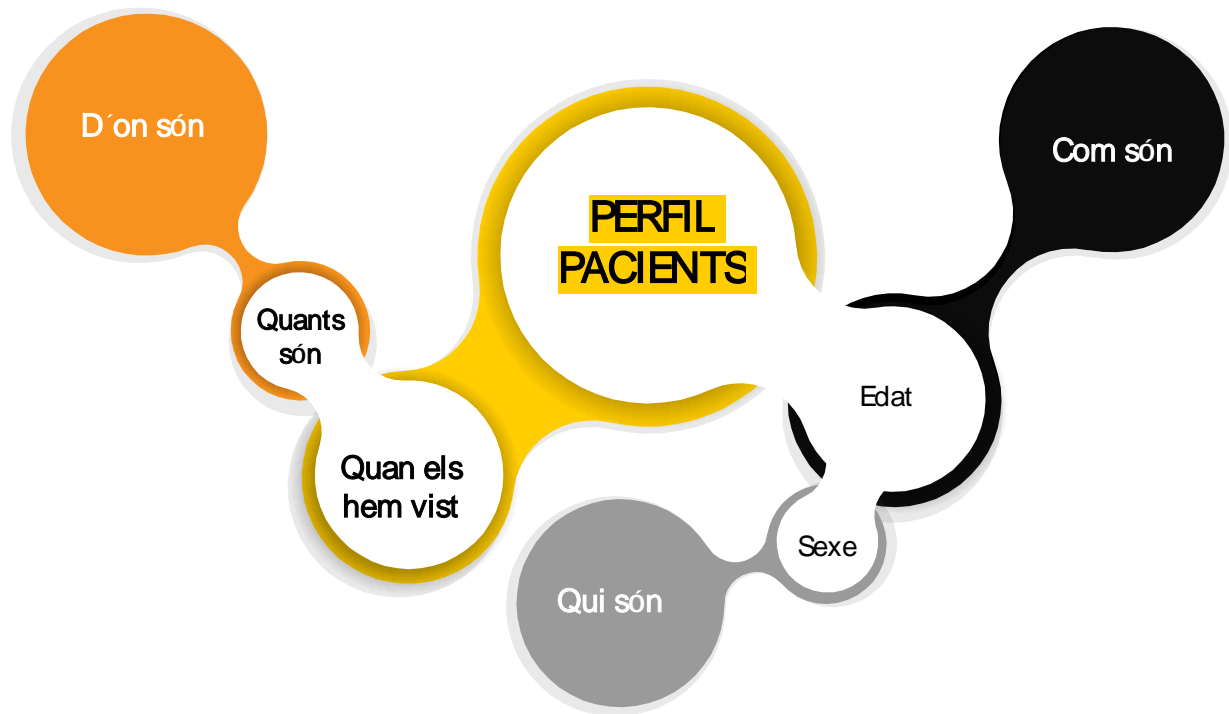 D´on són
Com són
PERFIL
PACIENTS
Quants
són
Edat
Quan els
hem vist
Sexe
Qui són